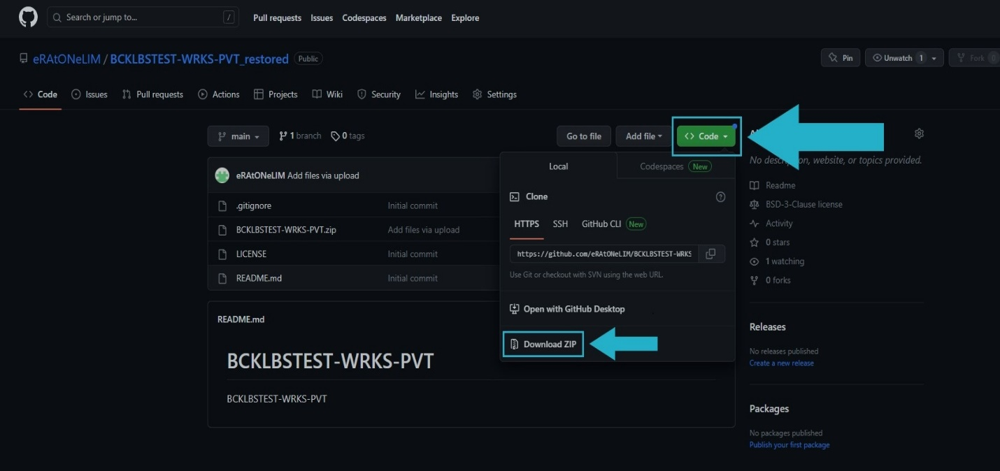 Search or jump to... /
Pull requests Issues Codespaces Marketplace Explore
eRAtONeLIM / BCKLBSTEST-WRKS-PVT_restored Public
Pin Unwatch 1 Fork 0
Code Issues Pull requests Actions Projects Wiki Security Insights Settings
main 1 branch 0 tags Go to file Add file Code
eRAtONeLIM Add files via upload
.gitignore Initial commit
BCKLBSTEST-WRKS-PVT.zip Add files via upload
LICENSE Initial commit
README.md Initial commit
Local Codespaces New
Clone
HTTPS SSH GitHub CLI New
https://github.com/eRAtONeLIM/BCKLBSTEST-WRKS
Use Git or checkout with SVN using the web URL.
Open with GitHub Desktop
Download ZIP
README.md
BCKLBSTEST-WRKS-PVT
BCKLBSTEST-WRKS-PVT
No website, or topics provided.
Readme
BSD-3-Clause license
Activity
0 stars
1 watching
0 forks
Releases
No releases published
Create a new release
Packages
No packages published
Publish your first package